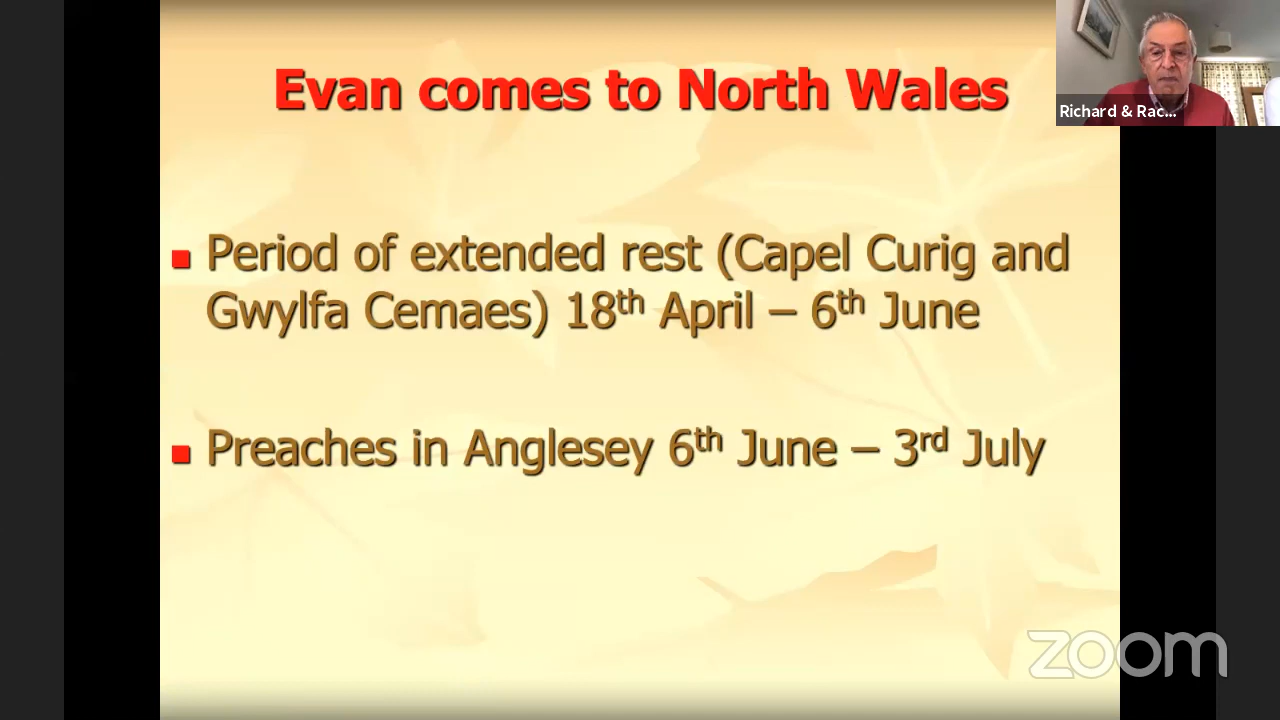 Evan comes to North Wales
Richard & Rac...
Period of extended rest (Capel Curig and
Gwylfa Cemaes) 18th April – 6th June
Preaches in Anglesey 6th June – 3rd July
zoom